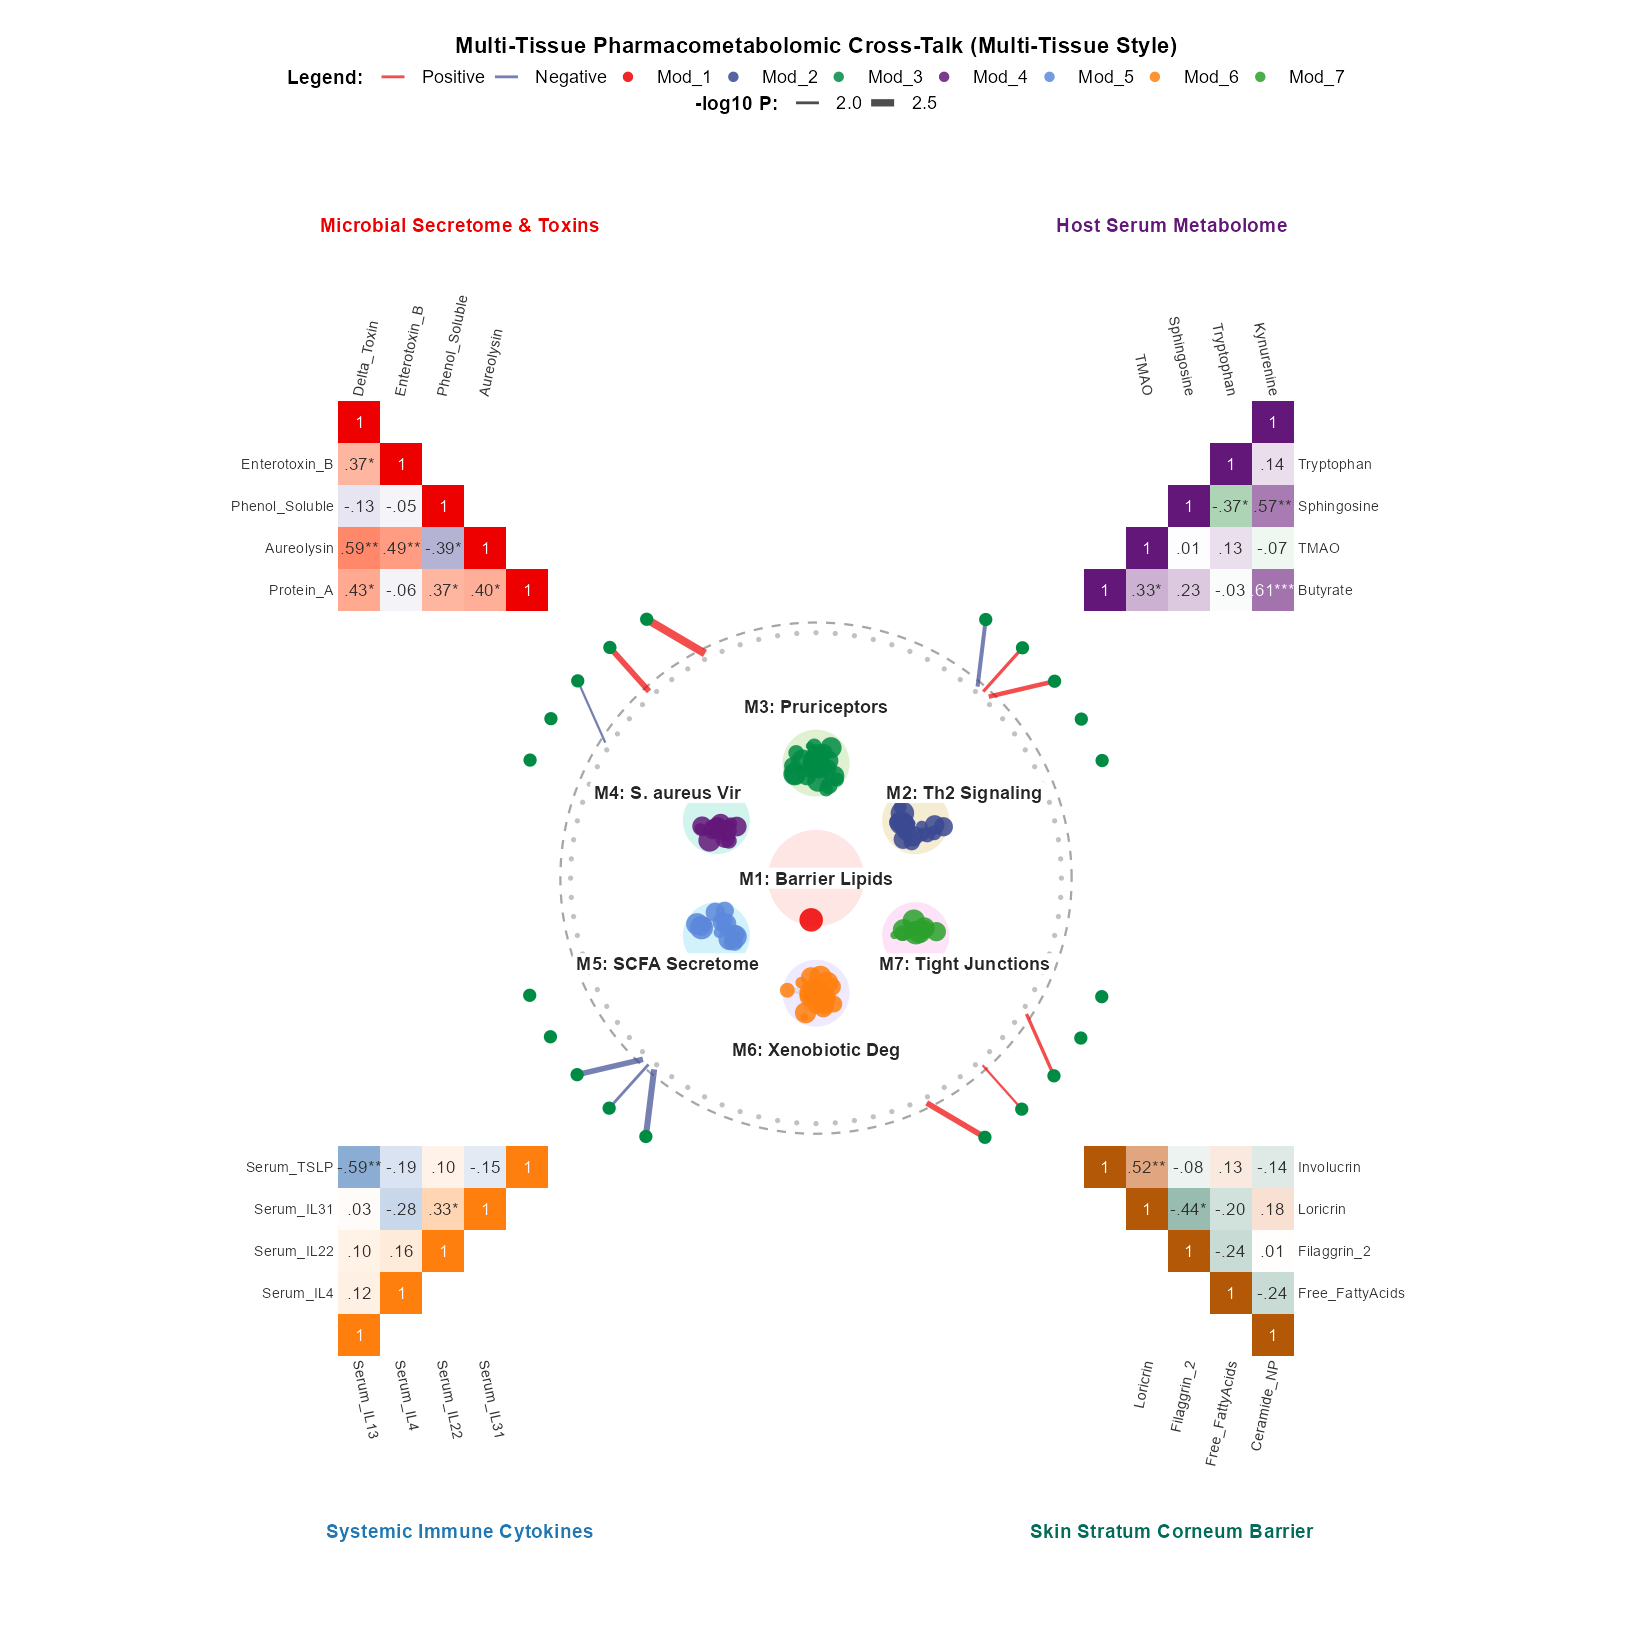 Multi-Tissue Pharmacometabolomic Cross-Talk (Multi-Tissue Style)
Legend: Positive Negative Mod_1 Mod_2 Mod_3 Mod_4 Mod_5 Mod_6 Mod_7
-log10 P: 2.0 2.5
Microbial Secretome & Toxins
Delta_Toxin Enterotoxin_B Phenol_Soluble Aureolysin
1
Enterotoxin_B .37* 1
Phenol_Soluble -.13 -.05 1
Aureolysin .59** .49** -.39* 1
Protein_A .43* -.06 .37* .40* 1
Host Serum Metabolome
TMAO Sphingosine Tryptophan Kynurenine
1
1 .14 Tryptophan
1 -.37* .57** Sphingosine
1 .01 .13 -.07 TMAO
1 .33* .23 -.03 .61*** Butyrate
M3: Pruriceptors
M4: S. aureus Vir
M2: Th2 Signaling
M1: Barrier Lipids
M5: SCFA Secretome
M7: Tight Junctions
M6: Xenobiotic Deg
Serum_TSLP -.59** -.19 .10 -.15 1
Serum_IL31 .03 -.28 .33* 1
Serum_IL22 .10 .16 1
Serum_IL4 .12 1
1
Serum_IL13 Serum_IL4 Serum_IL22 Serum_IL31
Systemic Immune Cytokines
1 .52** -.08 .13 -.14 Involucrin
1 -.44* -.20 .18 Loricrin
1 -.24 .01 Filaggrin_2
1 -.24 Free_FattyAcids
1
Loricrin Filaggrin_2 Free_FattyAcids Ceramide_NP
Skin Stratum Corneum Barrier